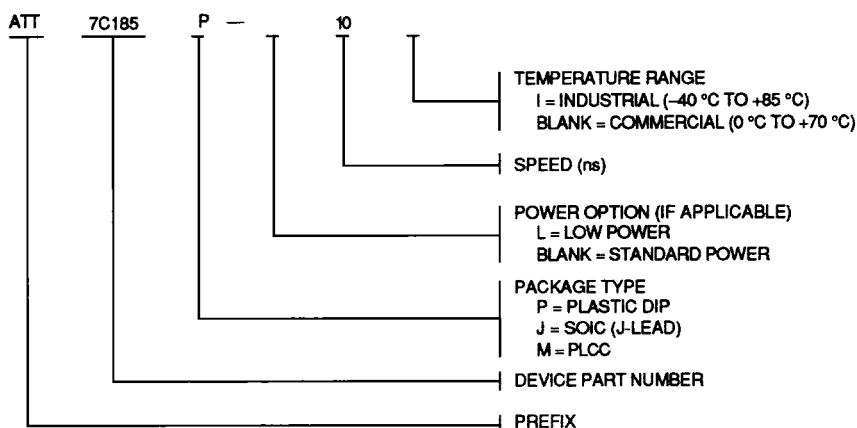 ATT 7C185 P — 10
TEMPERATURE RANGE
I = INDUSTRIAL (–40 °C TO +85 °C)
BLANK = COMMERCIAL (0 °C TO +70 °C)
SPEED (ns)
POWER OPTION (IF APPLICABLE)
L = LOW POWER
BLANK = STANDARD POWER
PACKAGE TYPE
P = PLASTIC DIP
J = SOIC (J-LEAD)
M = PLCC
DEVICE PART NUMBER
PREFIX